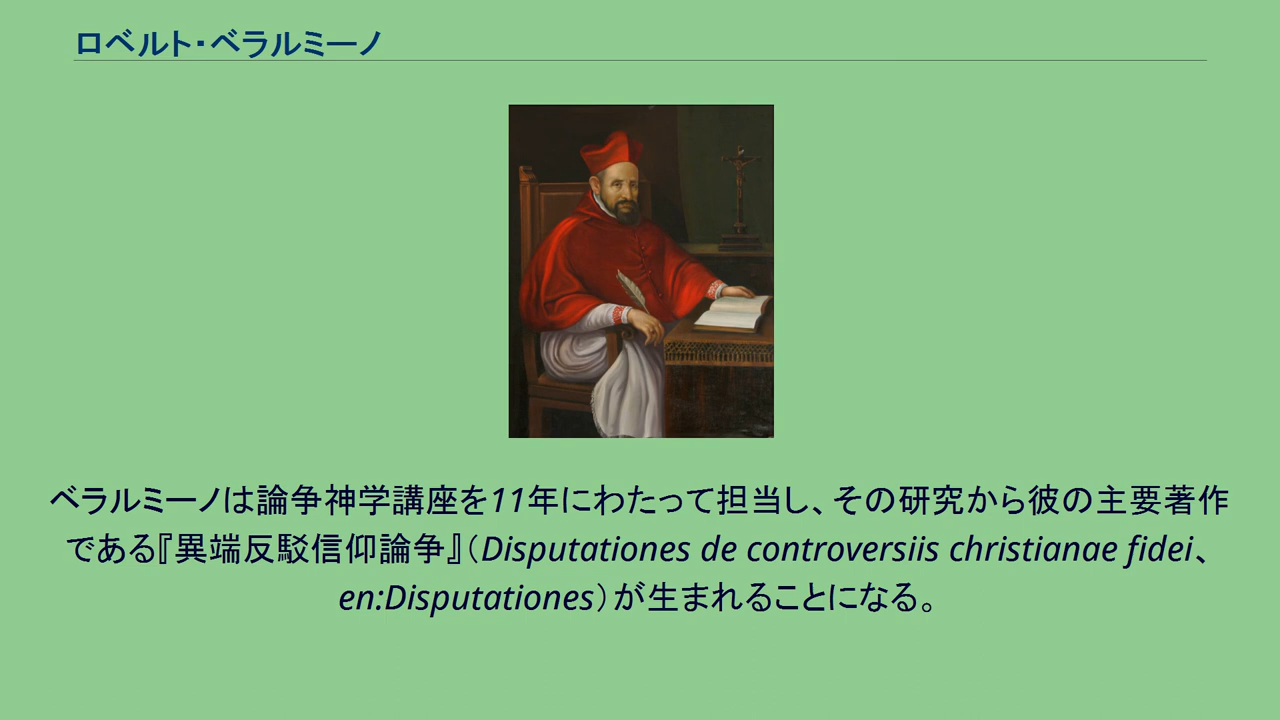 ロベルト・ベラルミーノ
ベラルミーノは論争神学講座を11年にわたって担当し、その研究から彼の主要著作
である『異端反駁信仰論争』（Disputationes de controversiis christianae fidei、
en:Disputationes）が生まれることになる。